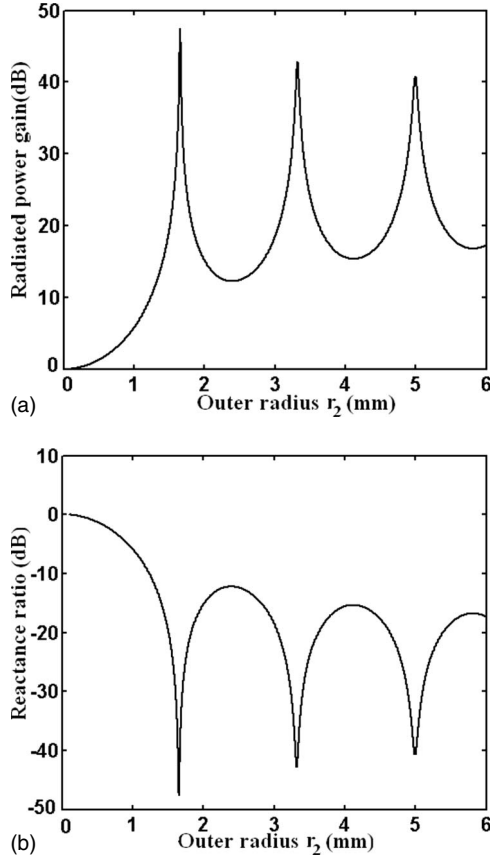 50
40
30
20
10
0
Radiated power gain(dB)
0 1 2 3 4 5 6
Outer radius r2 (mm)
(a)
10
0
-10
-20
-30
-40
-50
Reactance ratio (dB)
0 1 2 3 4 5 6
Outer radius r2 (mm)
(b)